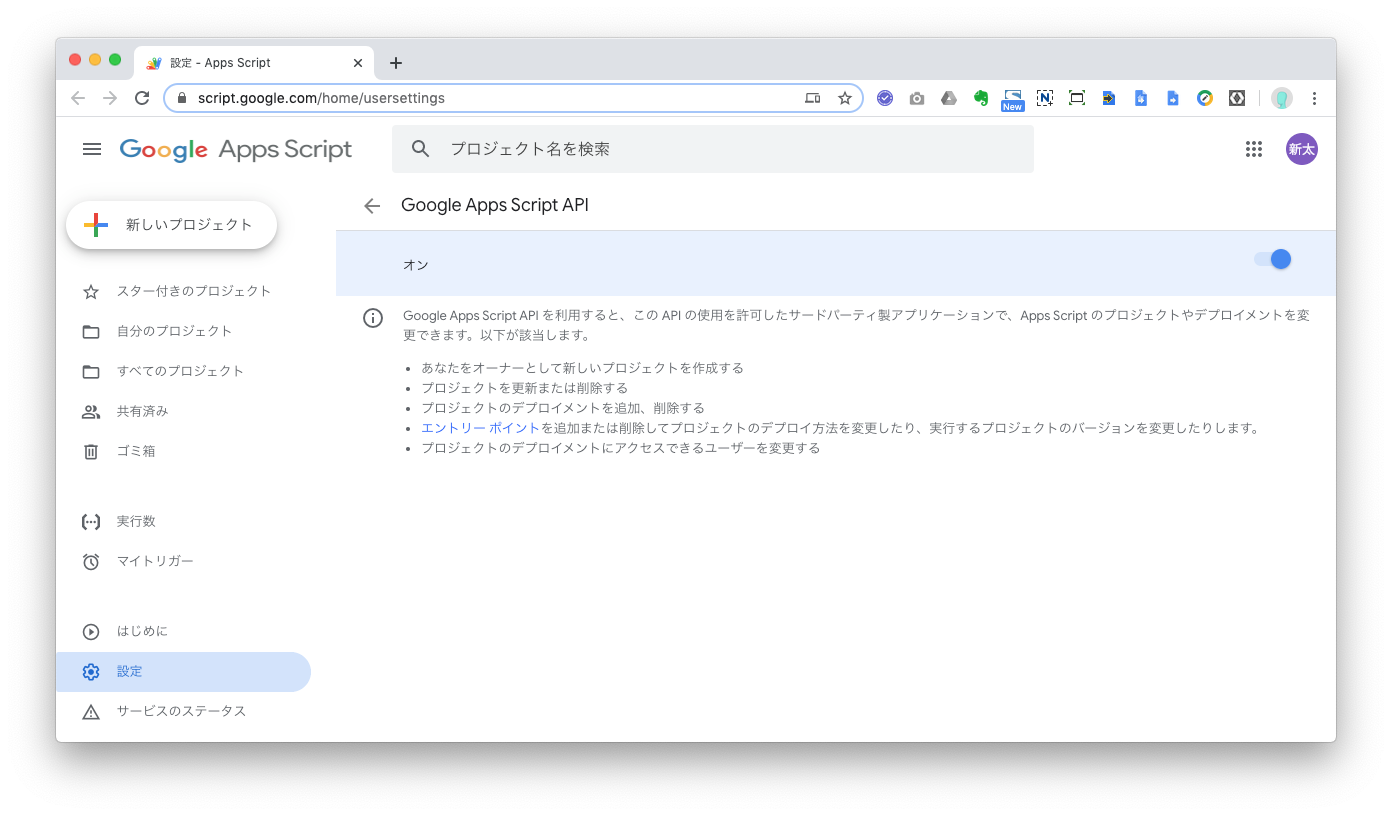 設定 - Apps Script
script.google.com/home/usersettings
New
N
Google Apps Script
プロジェクト名を検索
新太
新しいプロジェクト
Google Apps Script API
オン
スター付きのプロジェクト
自分のプロジェクト
すべてのプロジェクト
共有済み
ゴミ箱
実行数
マイトリガー
はじめに
設定
サービスのステータス
Google Apps Script API を利用すると、この API の使用を許可したサードパーティ製アプリケーションで、Apps Script のプロジェクトやデプロイメントを変
更できます。以下が該当します。
あなたをオーナーとして新しいプロジェクトを作成する
プロジェクトを更新または削除する
プロジェクトのデプロイメントを追加、削除する
エントリー ポイントを追加または削除してプロジェクトのデプロイ方法を変更したり、実行するプロジェクトのバージョンを変更したりします。
プロジェクトのデプロイメントにアクセスできるユーザーを変更する